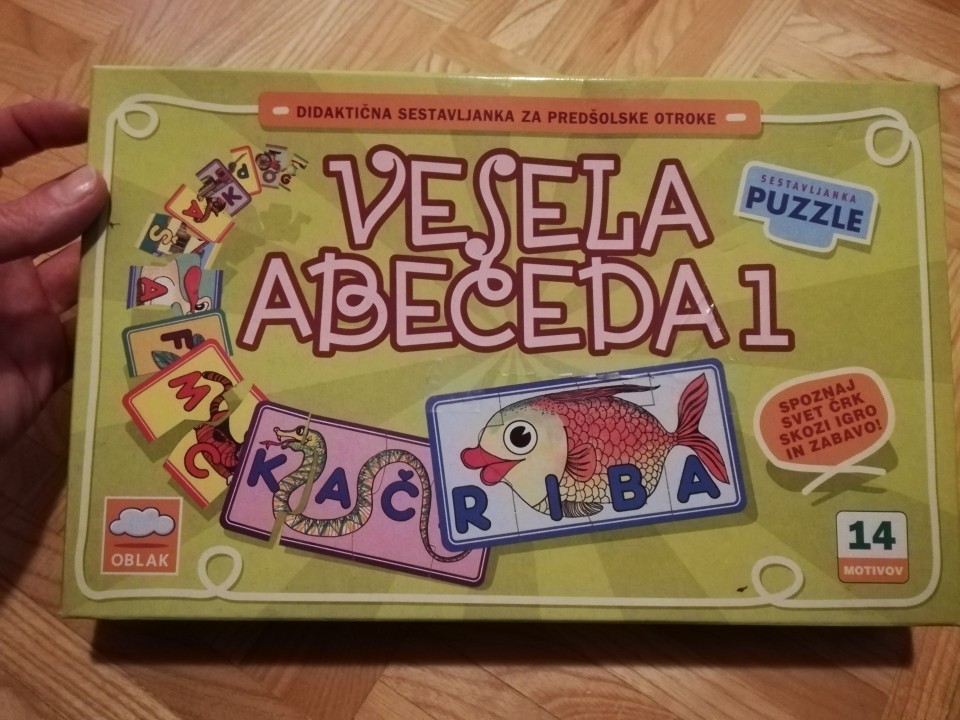 DIDAKTIČNA SESTAVLJANKA ZA PREDŠOLSKE OTROKE
VESELA
ABECEDA 1
SESTAVLJANKA
PUZZLE
SPOZNAJ
SVET ČRK
SKOZI IGRO
IN ZABAVO!
KAČ
RIBA
OBLAK
14
MOTIVOV